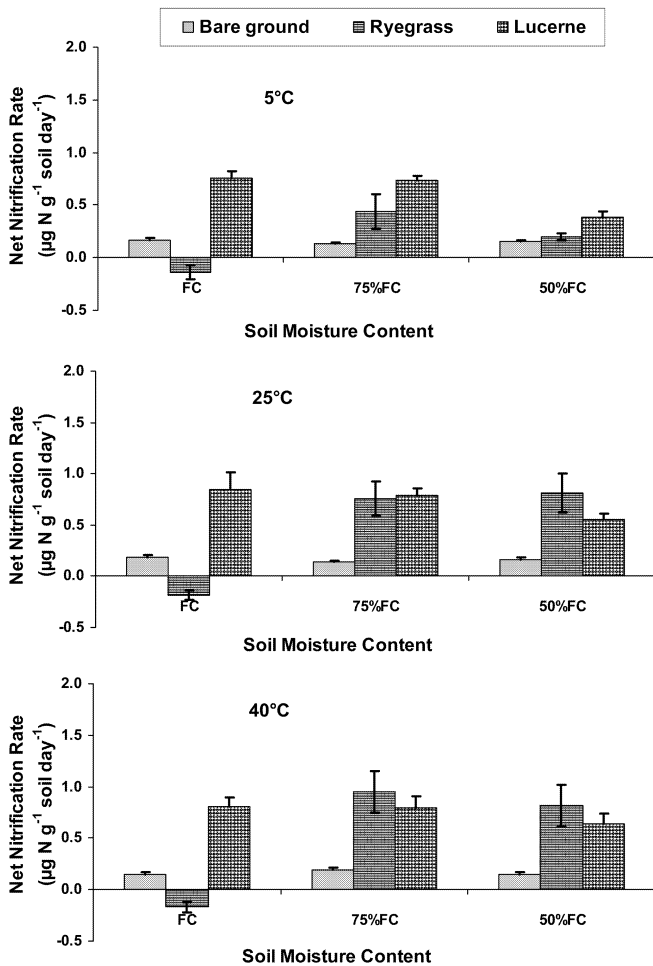 Bare ground Ryegrass Lucerne
Net Nitrification Rate
(µg N g-1 soil day-1)
2.0
1.5
1.0
0.5
0.0
-0.5
5°C
FC 75%FC 50%FC
Soil Moisture Content
Net Nitrification Rate
(µg N g-1 soil day-1)
2.0
1.5
1.0
0.5
0.0
-0.5
25°C
FC 75%FC 50%FC
Soil Moisture Content
Net Nitrification Rate
(µg N g-1 soil day-1)
2.0
1.5
1.0
0.5
0.0
-0.5
40°C
FC 75%FC 50%FC
Soil Moisture Content